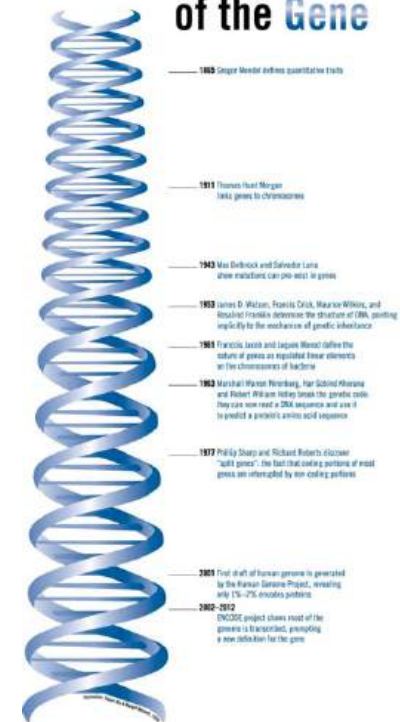 of the Gene
1865 Gregor Mendel defines quantitative traits
1911 Thomas Hunt Morgan
links genes to chromosomes
1943 Max Delbrück and Salvador Luria
show mutations can pre-exist in genes
1953 James D. Watson, Francis Crick, Maurice Wilkins, and
Rosalind Franklin determine the structure of DNA, pointing
implicitly to the mechanism of genetic inheritance
1961 Francois Jacob and Jaques Monod define the
nature of genes as regulated linear elements
on the chromosomes of bacteria
1963 Marshall Warren Nirenberg, Har Gobind Khorana
and Robert William Holley break the genetic code:
they can now read a DNA sequence and use it
to predict a protein's amino acid sequence
1977 Phillip Sharp and Richard Roberts discover
"split genes": the fact that coding portions of most
genes are interrupted by non-coding portions
2001 First draft of human genome is generated
by the Human Genome Project, revealing
only 1%–2% encodes proteins
2002–2012
ENCODE project shows most of the
genome is transcribed, prompting
a new definition for the gene